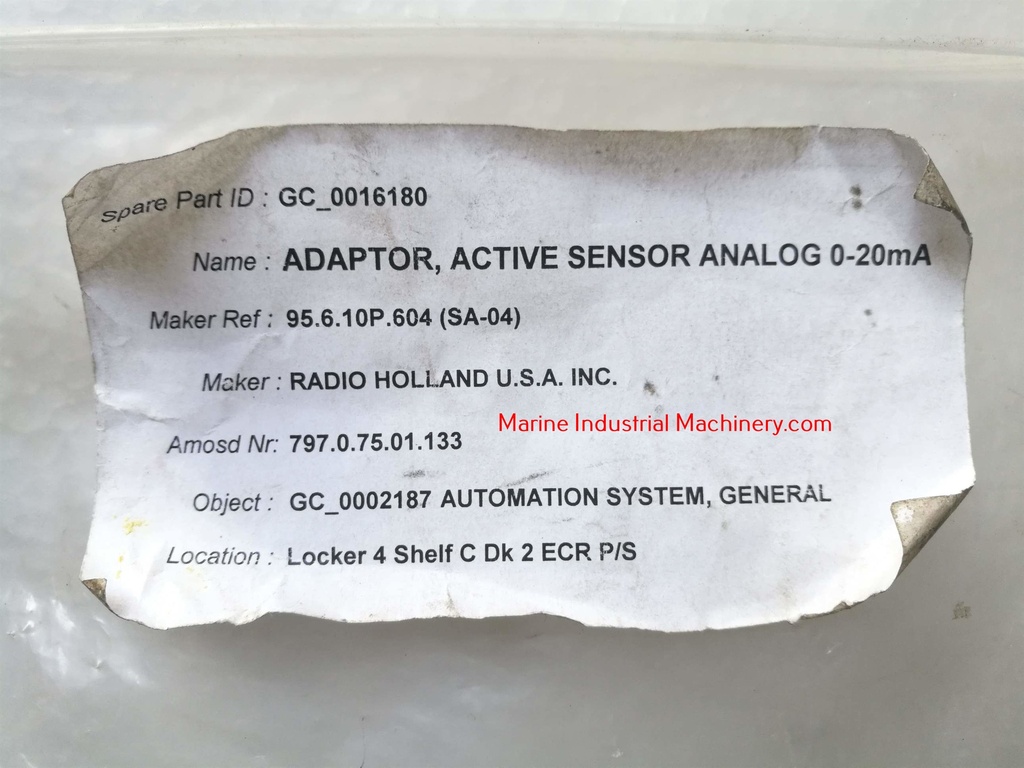 Spare Part ID : GC_0016180
Name : ADAPTOR, ACTIVE SENSOR ANALOG 0-20mA
Maker Ref : 95.6.10P.604 (SA-04)
Maker : RADIO HOLLAND U.S.A. INC.
Marine Industrial Machinery.com
Amosd Nr: 797.0.75.01.133
Object : GC_0002187 AUTOMATION SYSTEM, GENERAL
Location : Locker 4 Shelf C Dk 2 ECR P/S